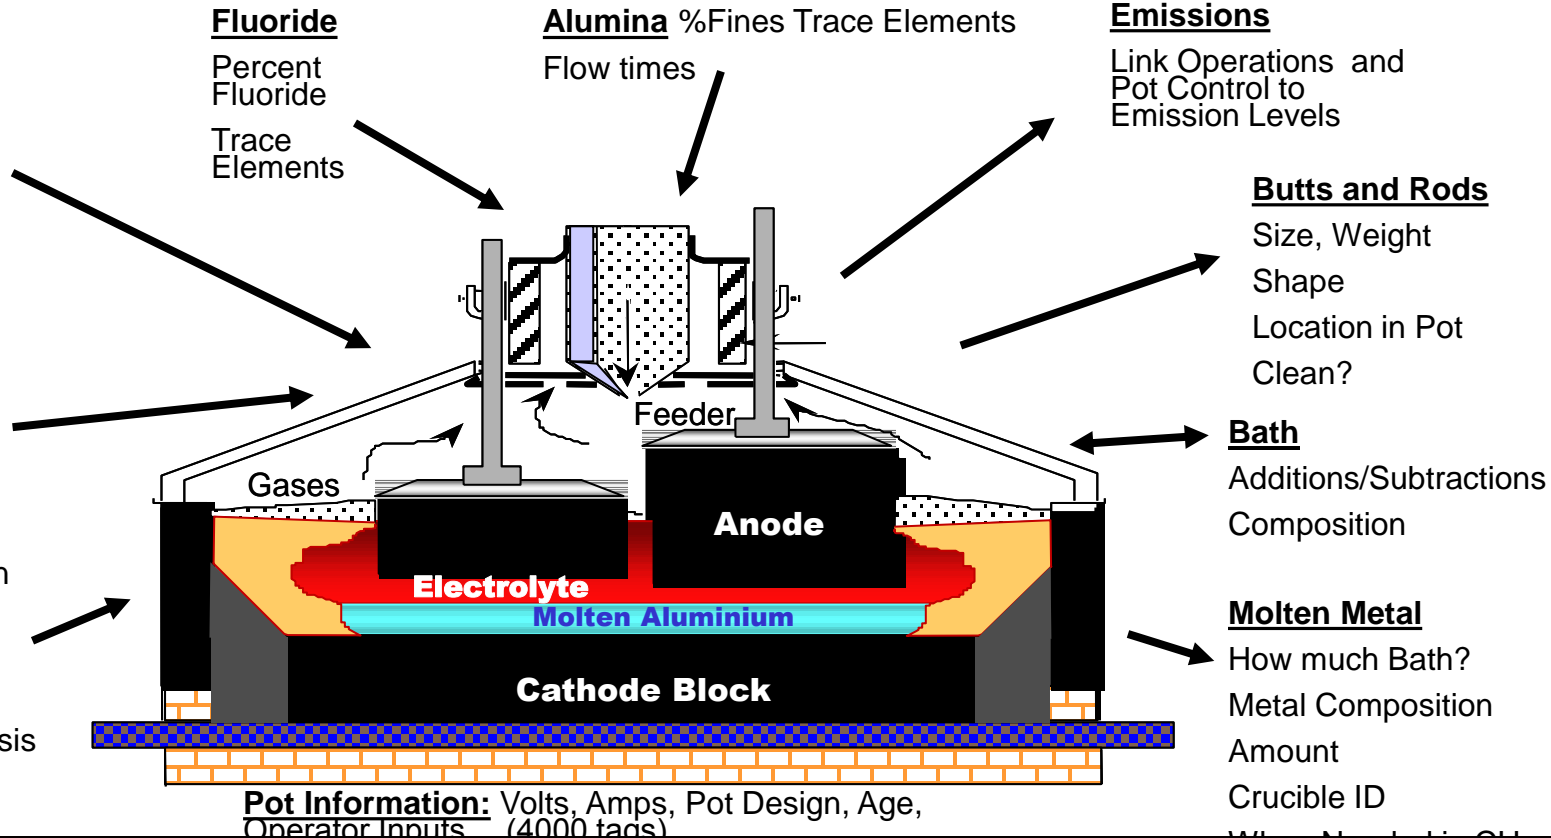 Fluoride
Percent
Fluoride
Trace
Elements
Alumina %Fines Trace Elements
Flow times
Emissions
Link Operations and
Pot Control to
Emission Levels
Butts and Rods
Size, Weight
Shape
Location in Pot
Clean?
Bath
Additions/Subtractions
Composition
Molten Metal
How much Bath?
Metal Composition
Amount
Crucible ID
Feeder
Gases
Anode
Electrolyte
Molten Aluminium
Cathode Block
n
sis
Pot Information: Volts, Amps, Pot Design, Age,
Operator Inputs (4000 tags)